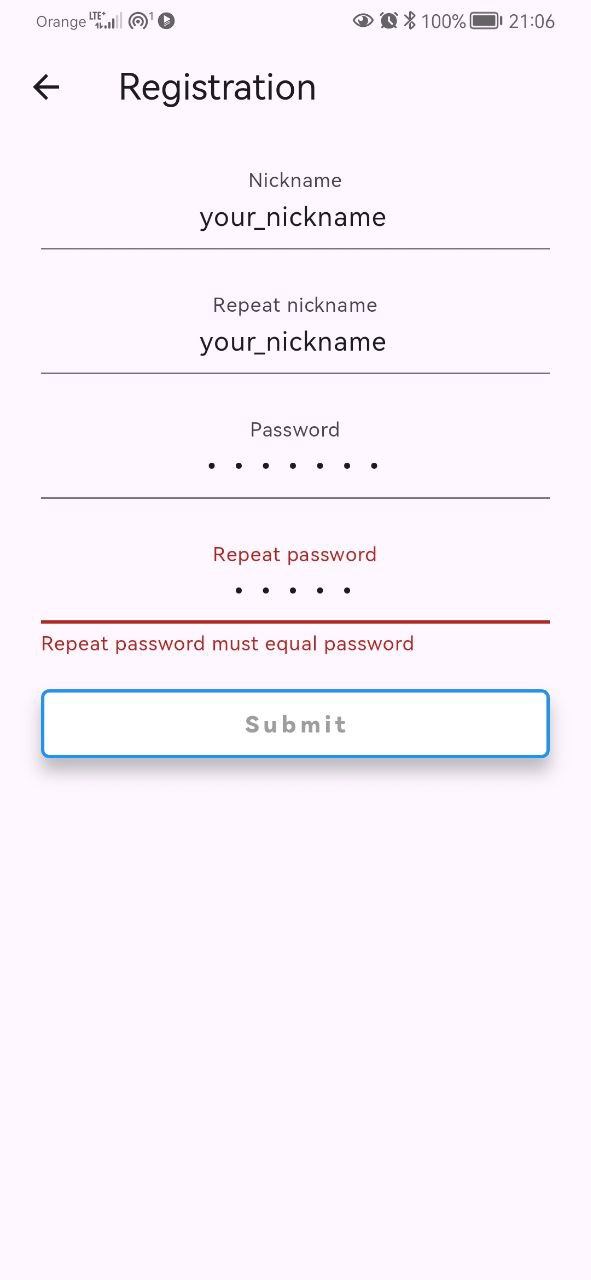 Orange LTE+ 1 100% 21:06
Registration
Nickname
your_nickname
Repeat nickname
your_nickname
Password
• • • • • • •
Repeat password
• • • • •
Repeat password must equal password
Submit